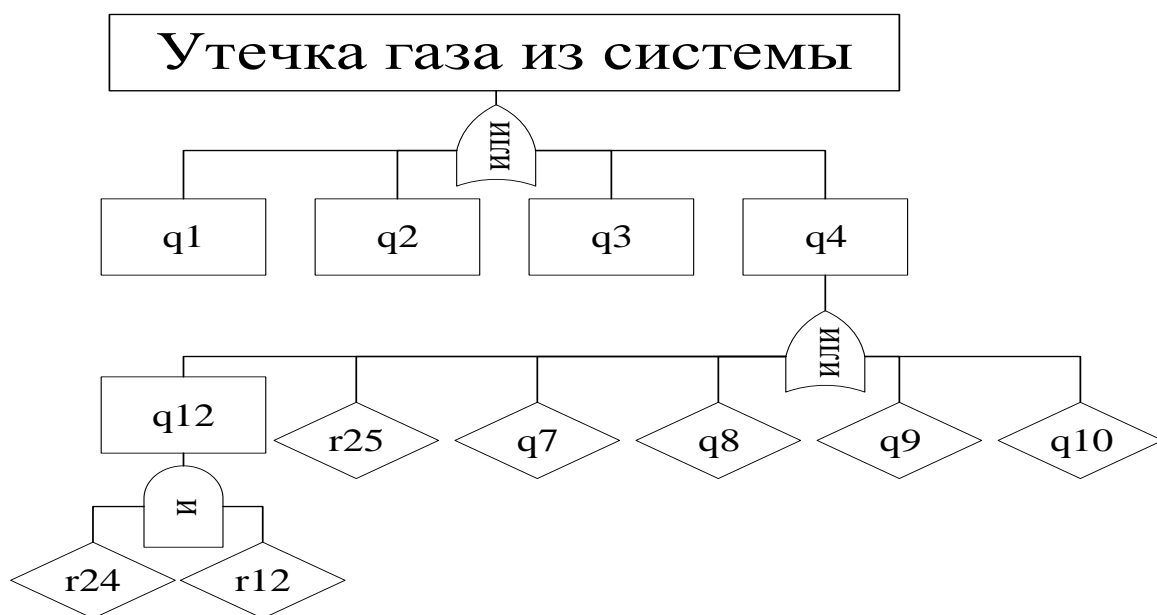 Утечка газа из системы
ИЛИ
q1 q2 q3 q4
ИЛИ
q12
r25 q7 q8 q9 q10
И
r24 r12